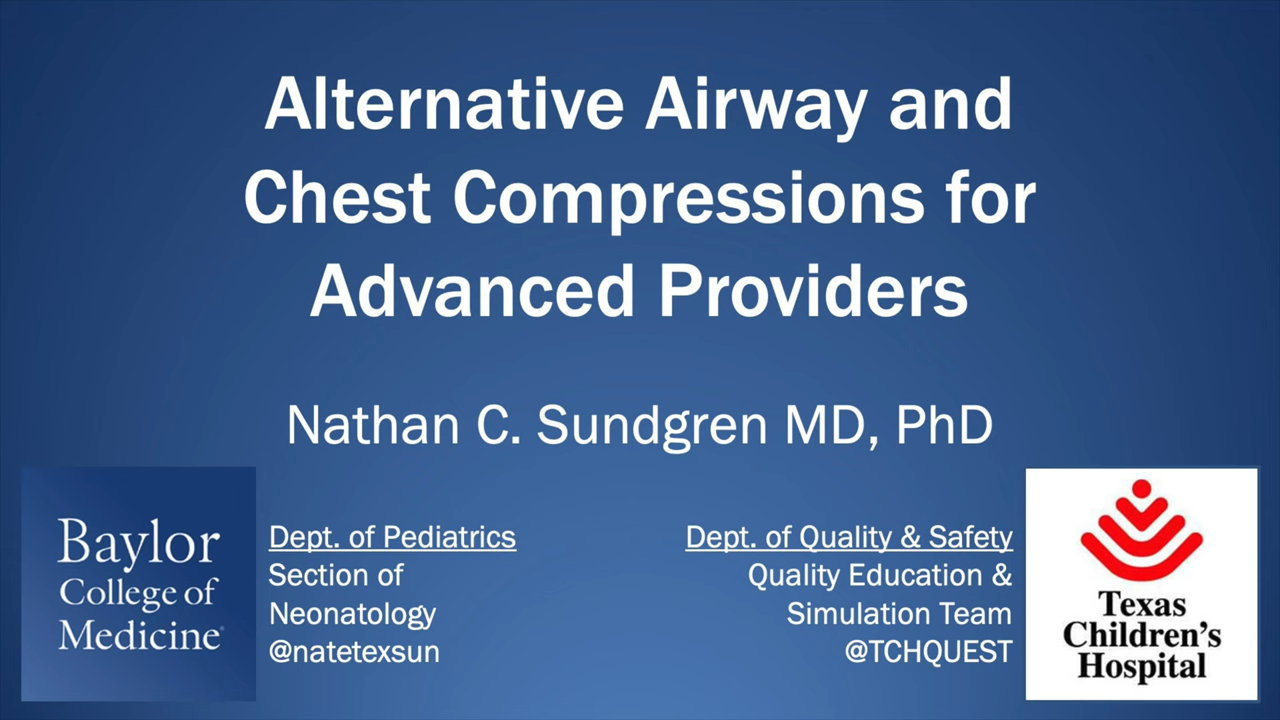 Alternative Airway and
Chest Compressions for
Advanced Providers
Nathan C. Sundgren MD, PhD
Baylor
College of
Medicine
Dept. of Pediatrics
Section of
Neonatology
@natetexsun
Dept. of Quality & Safety
Quality Education &
Simulation Team
@TCHQUEST
Texas
Children's
Hospital